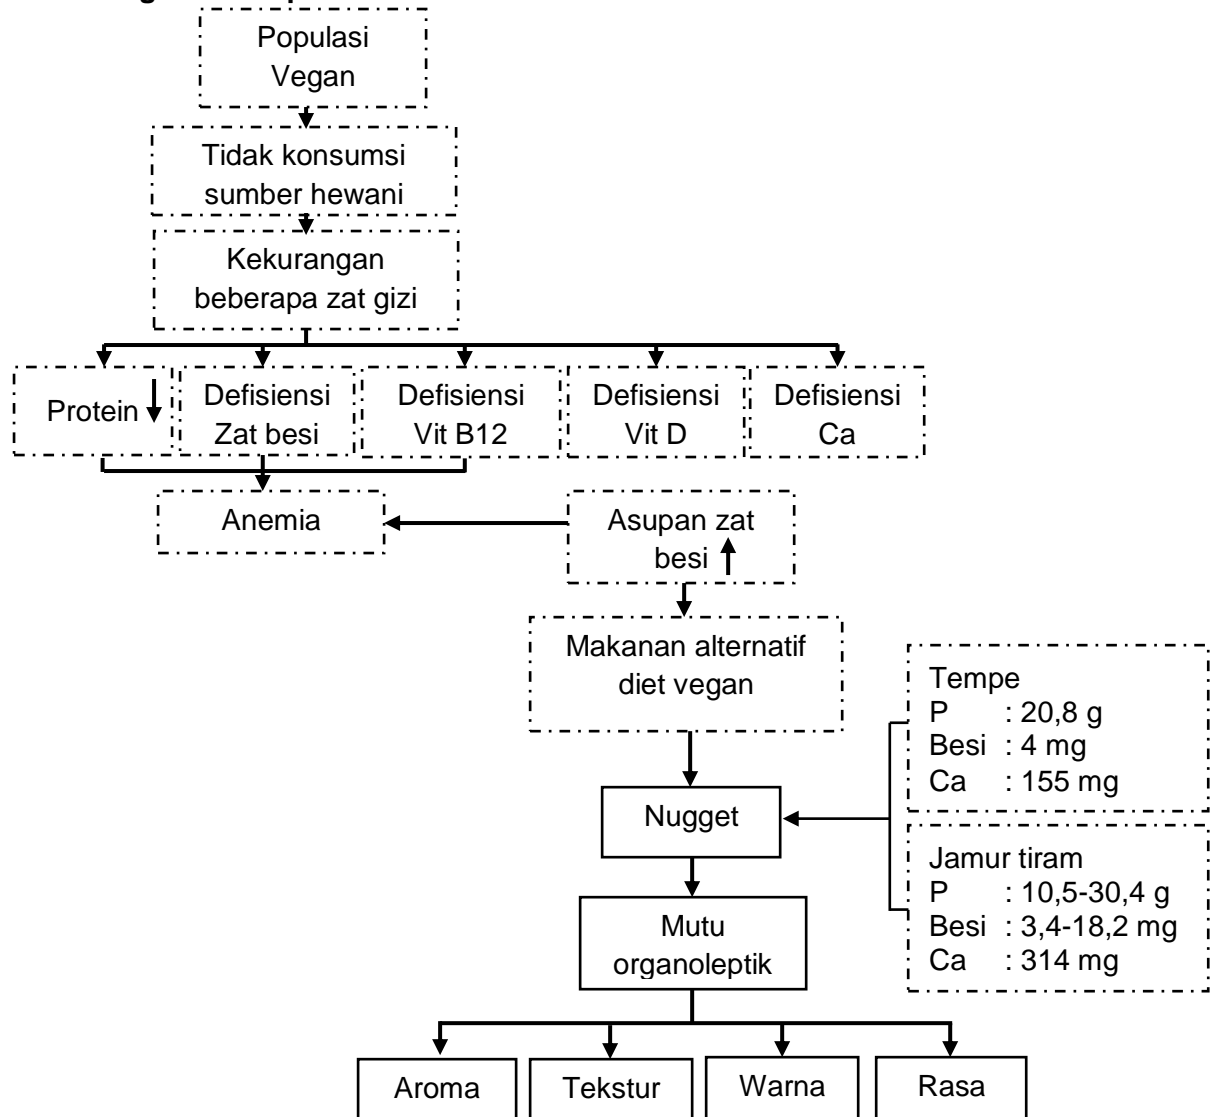 Populasi
Vegan
Tidak konsumsi
sumber hewani
Kekurangan
beberapa zat gizi
Protein
Defisiensi
Zat besi
Defisiensi
Vit B12
Defisiensi
Vit D
Defisiensi
Ca
Anemia
Asupan zat
besi
Makanan alternatif
diet vegan
Tempe
P : 20,8 g
Besi : 4 mg
Ca : 155 mg
Nugget
Jamur tiram
P : 10,5-30,4 g
Besi : 3,4-18,2 mg
Ca : 314 mg
Mutu
organoleptik
Aroma
Tekstur
Warna
Rasa